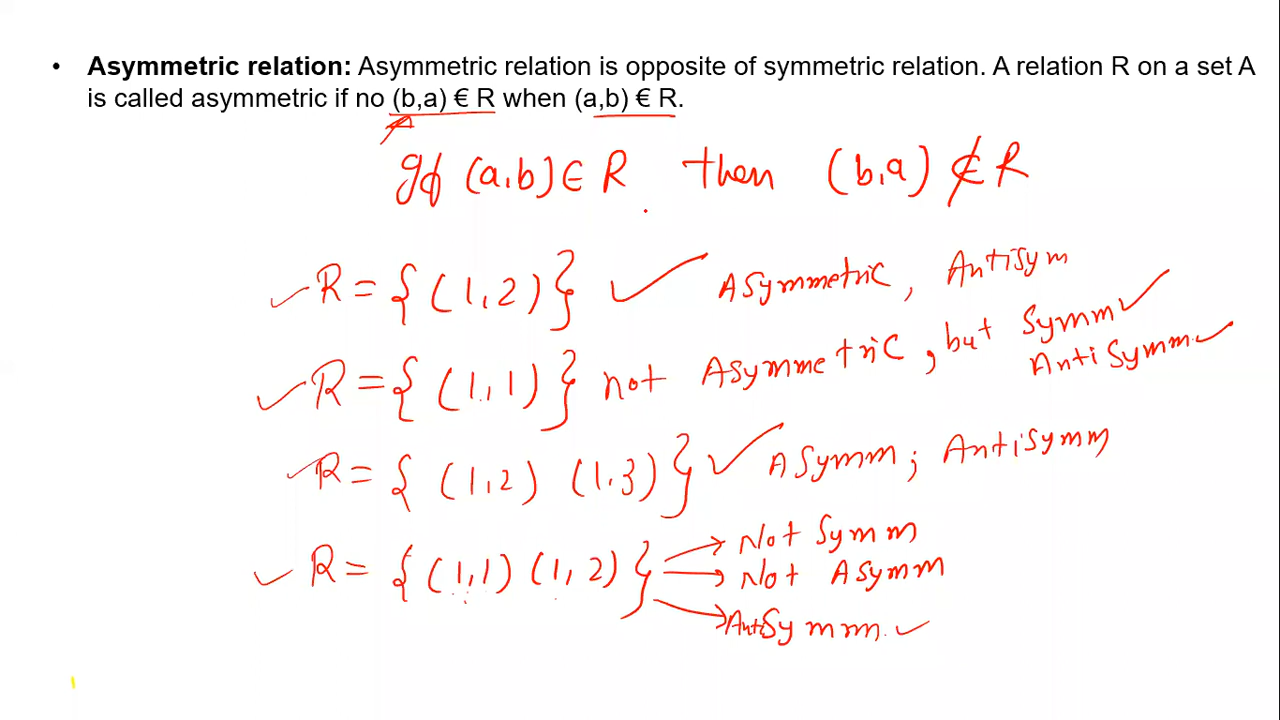 • Asymmetric relation: Asymmetric relation is opposite of symmetric relation. A relation R on a set A
is called asymmetric if no (b,a) € R when (a,b) € R.
If (a,b) ∈ R then (b,a) ∉ R
R = { (1,2) } ✓ Asymmetric, Antisym
R = { (1,1) } not Asymmetric, but Symm ✓
AntiSymm ✓
R = { (1,2) (1,3) } ✓ ASymm; Antisymm
R = { (1,1) (1,2) } → Not Symm
→ Not ASymm
→ AntiSymm. ✓